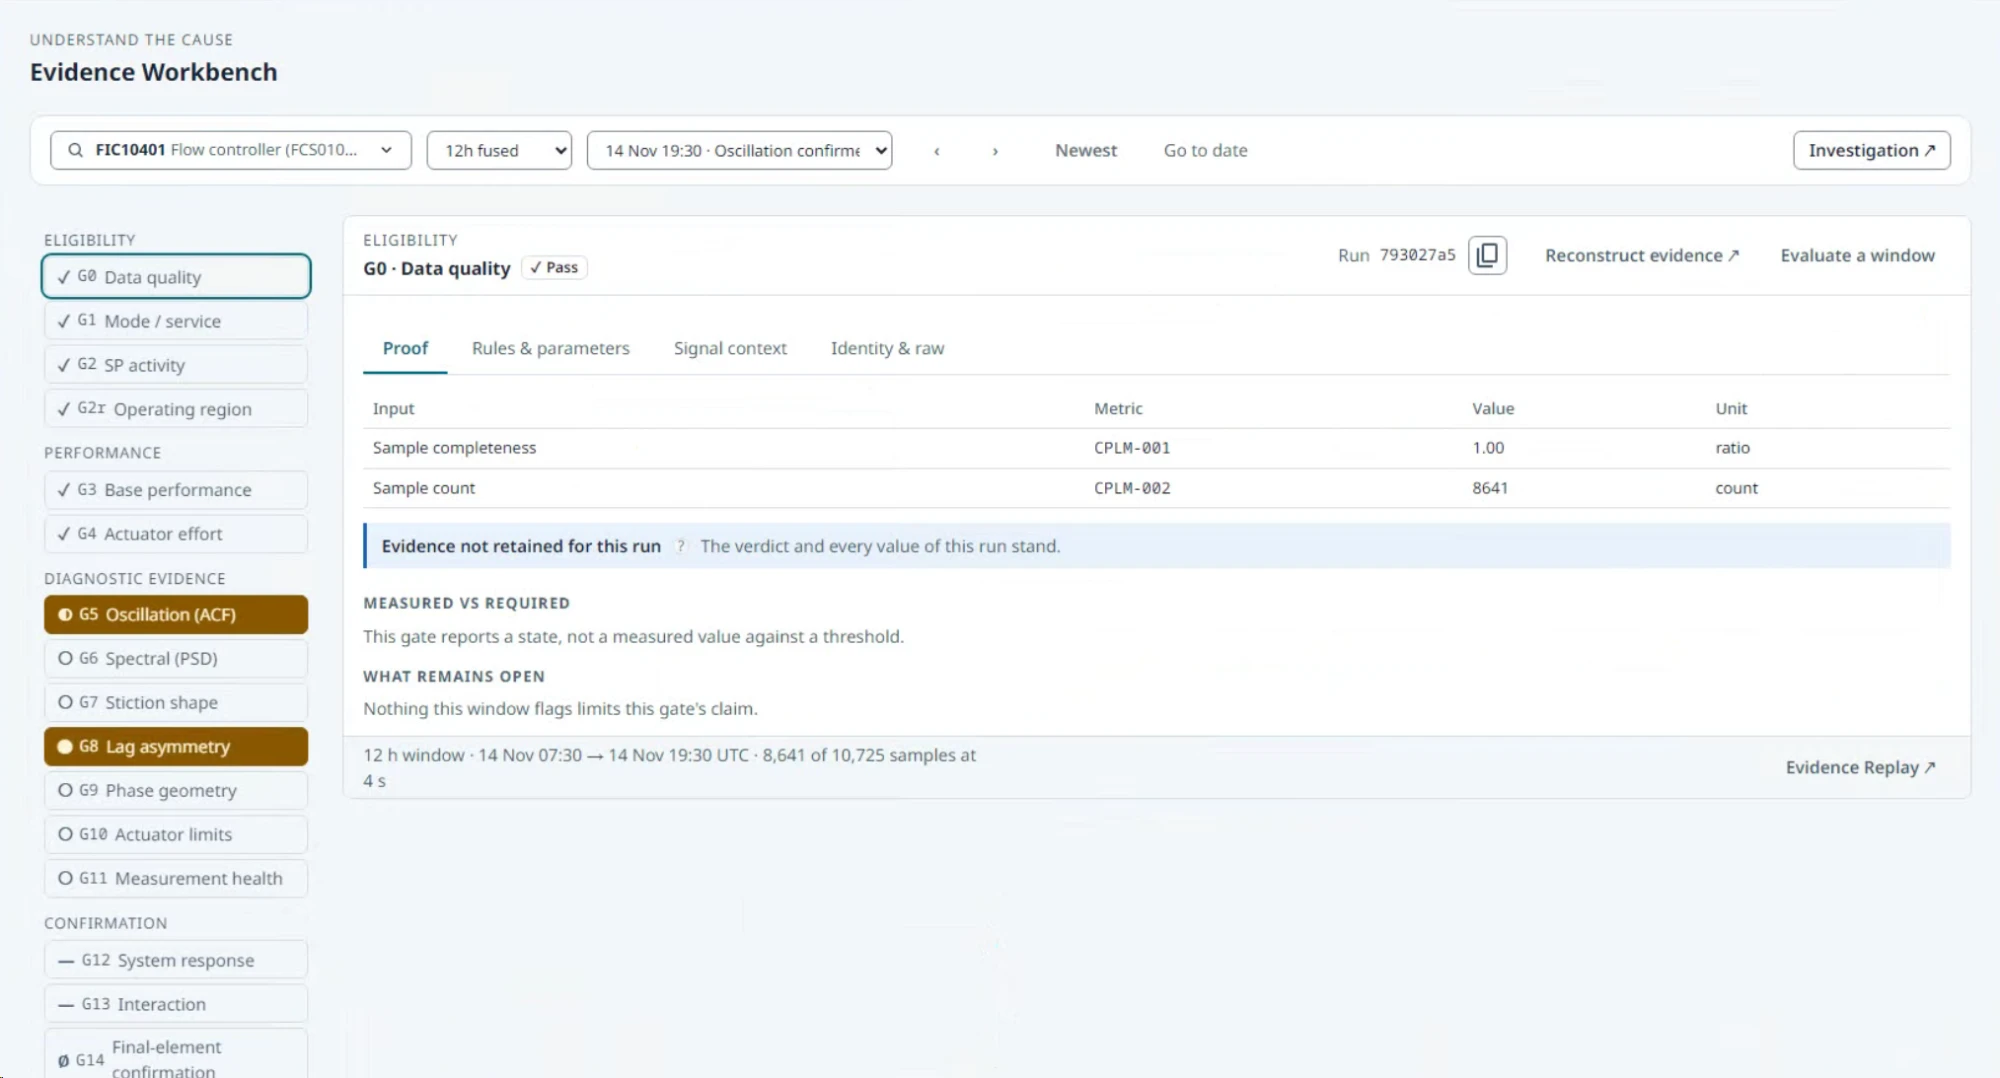 UNDERSTAND THE CAUSE
Evidence Workbench
FIC10401 Flow controller (FCS010...
12h fused
14 Nov 19:30 · Oscillation confirme
‹
›
Newest
Go to date
Investigation ↗
ELIGIBILITY
✓ G0 Data quality
✓ G1 Mode / service
✓ G2 SP activity
✓ G2r Operating region
PERFORMANCE
✓ G3 Base performance
✓ G4 Actuator effort
DIAGNOSTIC EVIDENCE
G5 Oscillation (ACF)
G6 Spectral (PSD)
G7 Stiction shape
G8 Lag asymmetry
G9 Phase geometry
G10 Actuator limits
G11 Measurement health
CONFIRMATION
— G12 System response
— G13 Interaction
Ø G14 Final-element
confirmation
ELIGIBILITY
G0 · Data quality ✓ Pass
Run 793027a5
Reconstruct evidence ↗
Evaluate a window
Proof
Rules & parameters
Signal context
Identity & raw
Input Metric Value Unit
Sample completeness CPLM-001 1.00 ratio
Sample count CPLM-002 8641 count
Evidence not retained for this run ? The verdict and every value of this run stand.
MEASURED VS REQUIRED
This gate reports a state, not a measured value against a threshold.
WHAT REMAINS OPEN
Nothing this window flags limits this gate's claim.
12 h window · 14 Nov 07:30 → 14 Nov 19:30 UTC · 8,641 of 10,725 samples at
4 s
Evidence Replay ↗